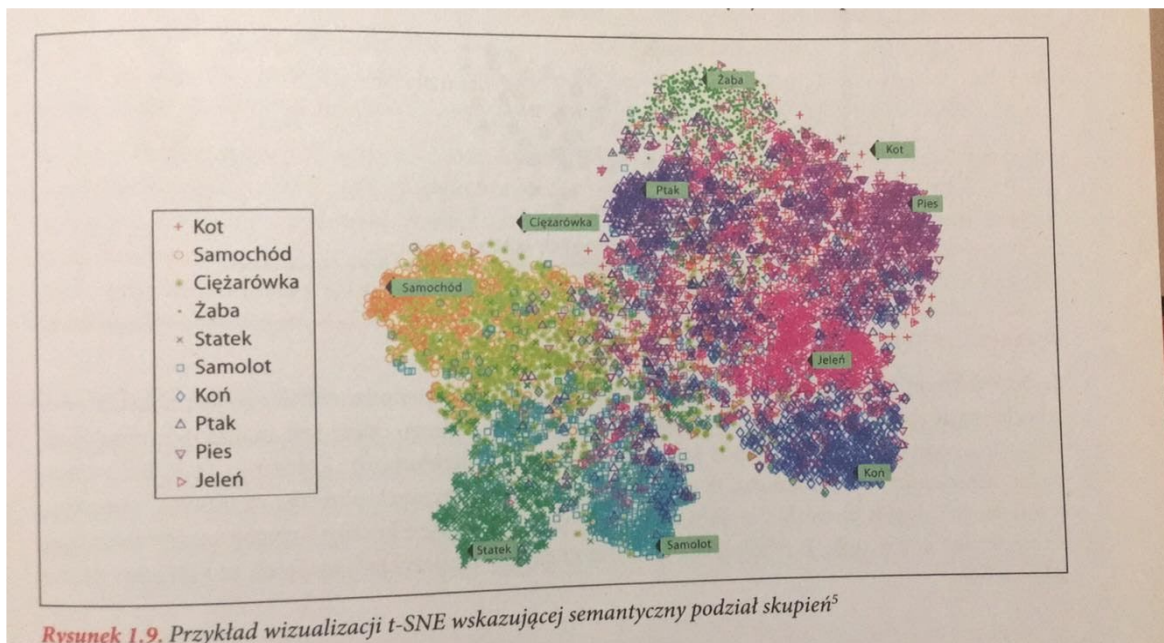 Żaba
Kot
Ptak
Pies
Ciężarówka
Samochód
Jeleń
Koń
Statek
Samolot
Kot
Samochód
Ciężarówka
Żaba
Statek
Samolot
Koń
Ptak
Pies
Jeleń
Rysunek 1.9. Przykład wizualizacji t-SNE wskazującej semantyczny podział skupień⁵